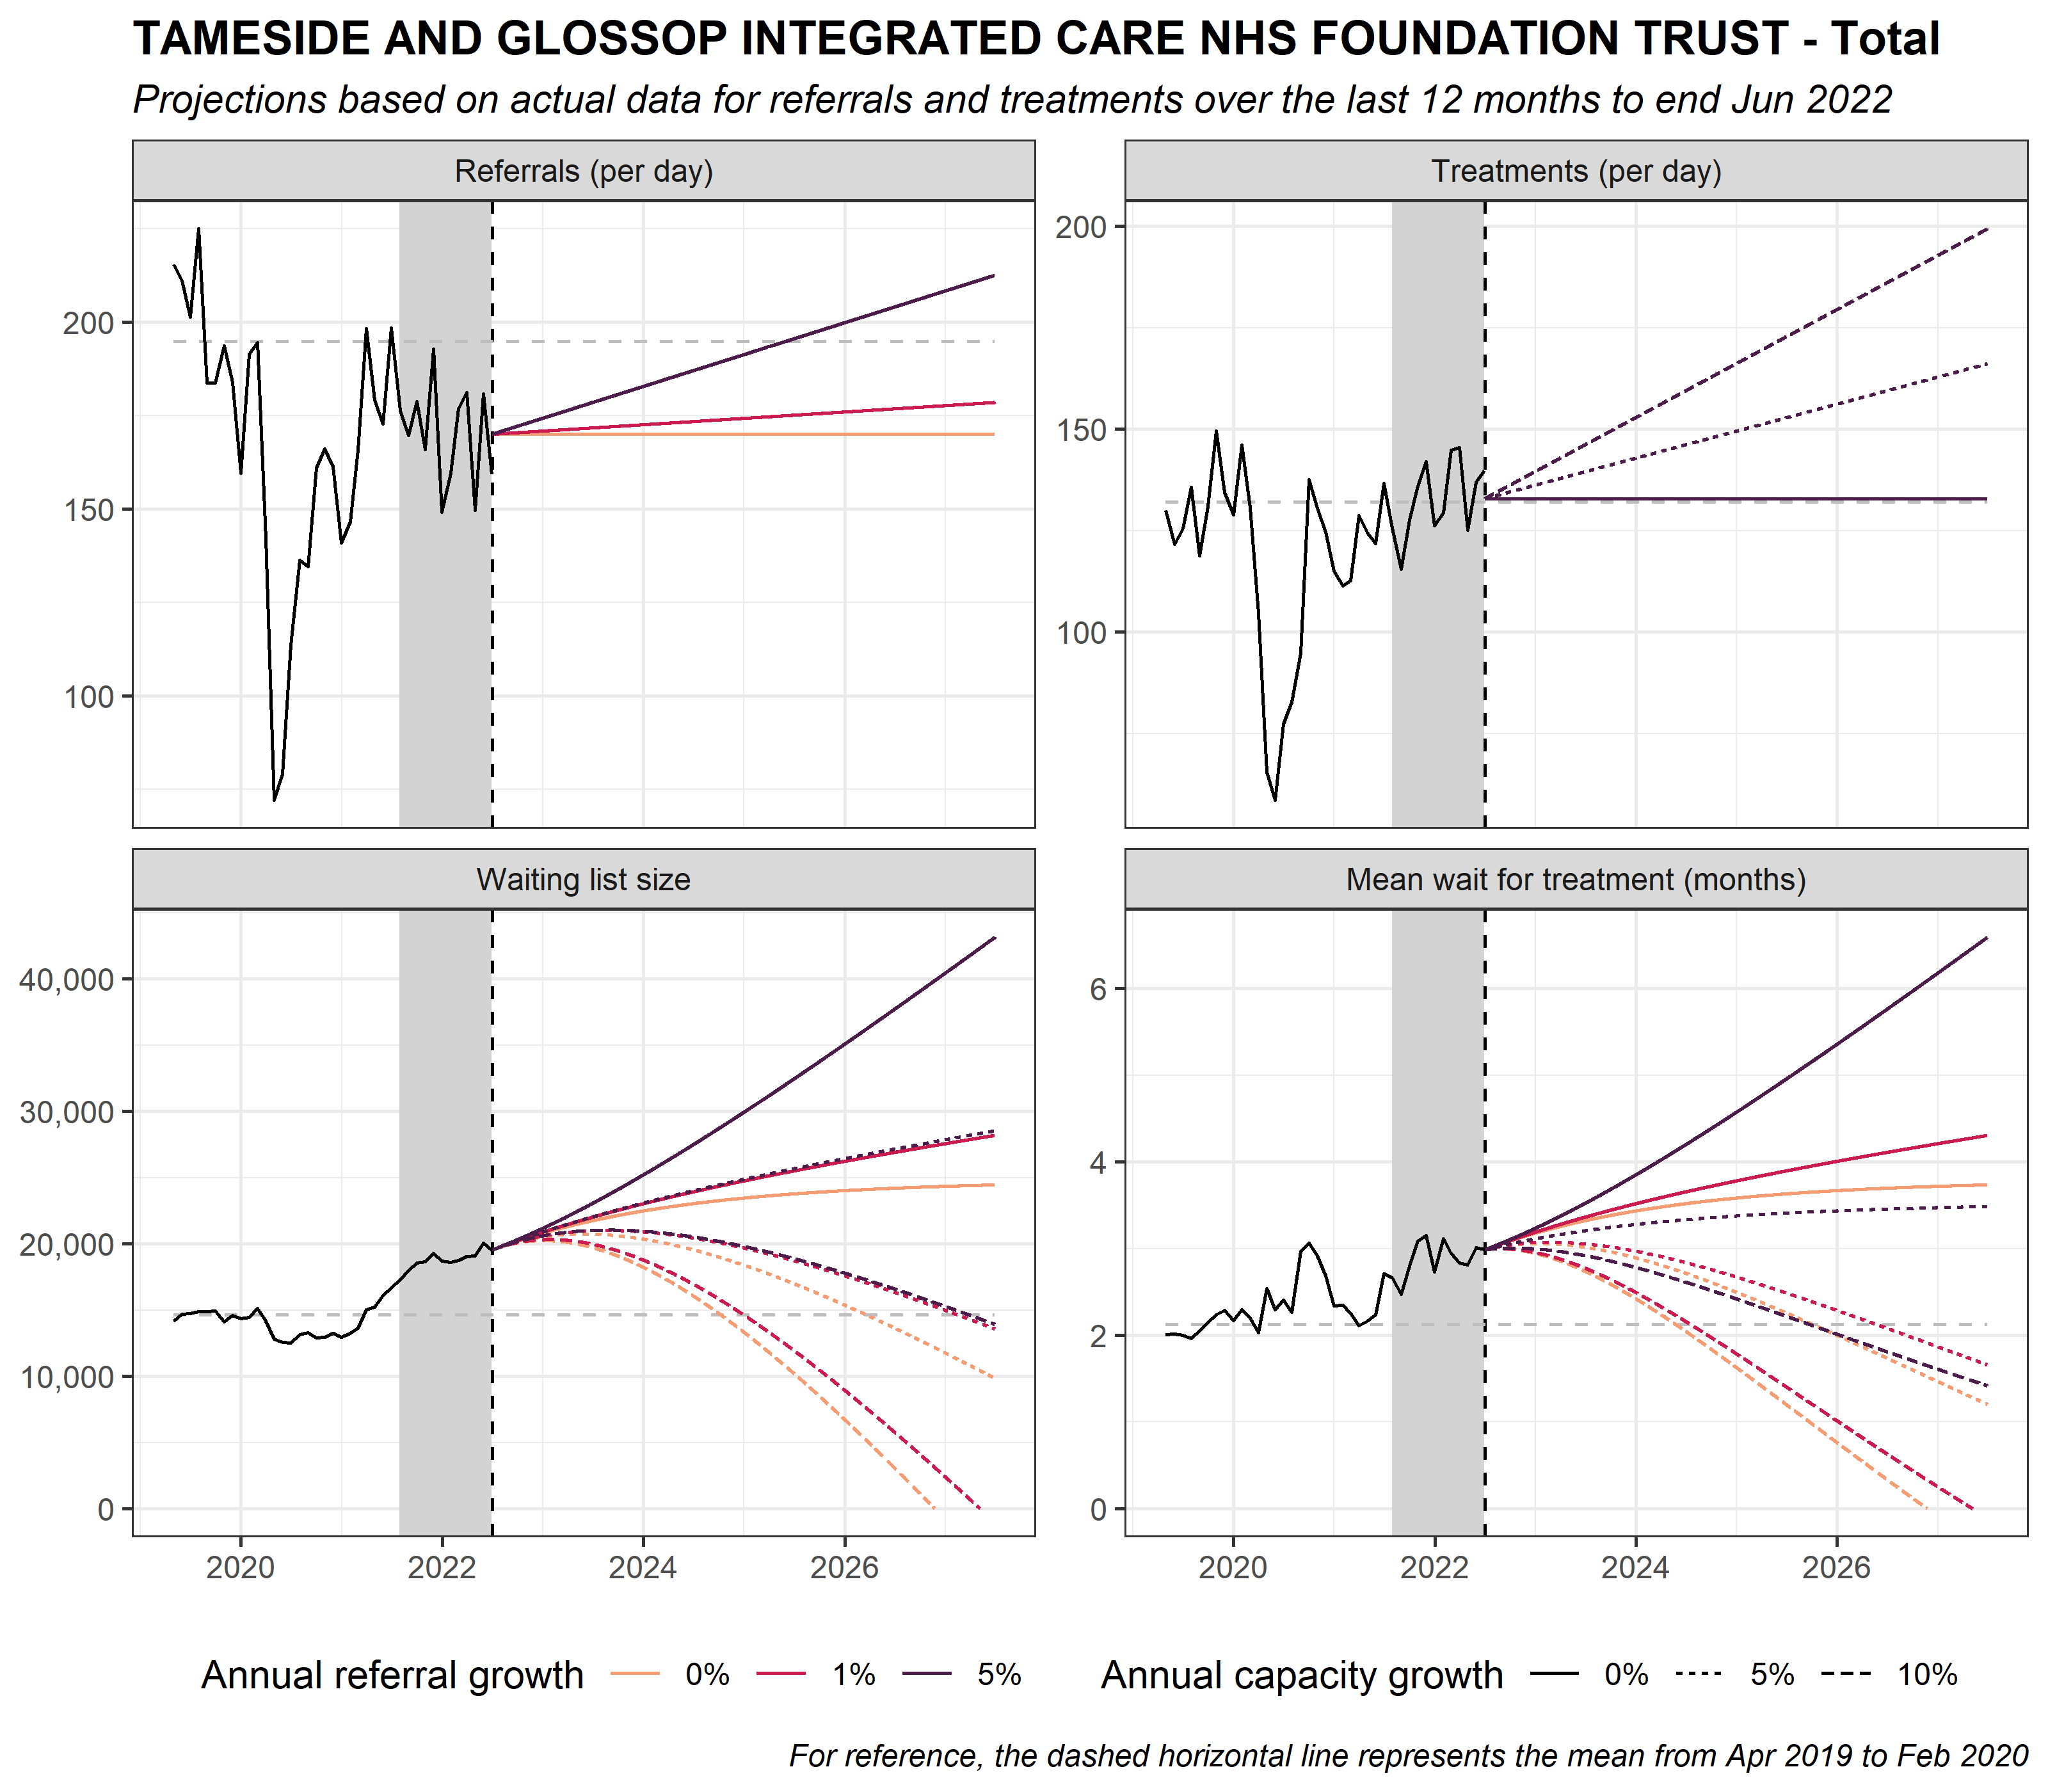 TAMESIDE AND GLOSSOP INTEGRATED CARE NHS FOUNDATION TRUST - Total
Projections based on actual data for referrals and treatments over the last 12 months to end Jun 2022
Referrals (per day)
200
150
100
Treatments (per day)
200
150
100
Waiting list size
40,000
30,000
20,000
10,000
0
2020 2022 2024 2026
Mean wait for treatment (months)
6
4
2
0
2020 2022 2024 2026
Annual referral growth 0% 1% 5%
Annual capacity growth 0% 5% 10%
For reference, the dashed horizontal line represents the mean from Apr 2019 to Feb 2020